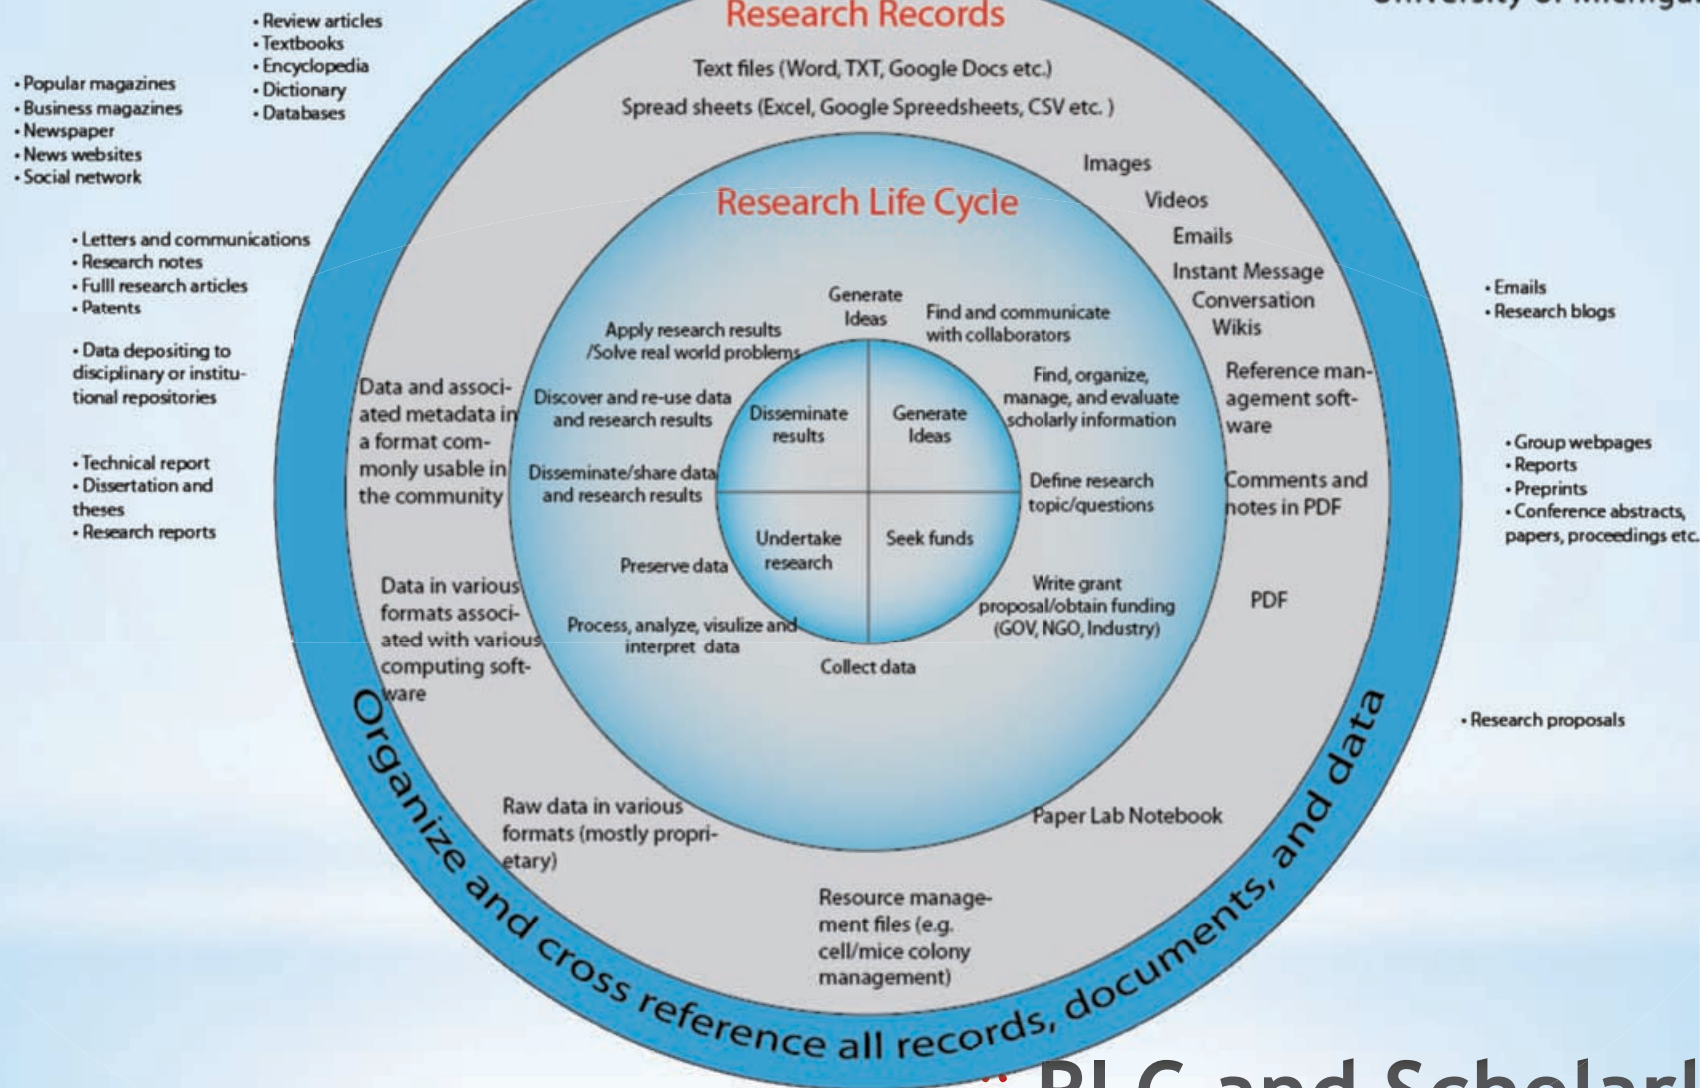 University of Michiga
Research Records
Text files (Word, TXT, Google Docs etc.)
Spread sheets (Excel, Google Spreedsheets, CSV etc. )
• Review articles
• Textbooks
• Encyclopedia
• Dictionary
• Databases
• Popular magazines
• Business magazines
• Newspaper
• News websites
• Social network
• Letters and communications
• Research notes
• Fulll research articles
• Patents
• Data depositing to
disciplinary or institu-
tional repositories
• Technical report
• Dissertation and
theses
• Research reports
Images
Videos
Emails
Instant Message
Conversation
Wikis
Reference man-
agement soft-
ware
Comments and
notes in PDF
PDF
Paper Lab Notebook
Resource manage-
ment files (e.g.
cell/mice colony
management)
Raw data in various
formats (mostly propri-
etary)
Data in various
formats associ-
ated with various
computing soft-
ware
Data and associ-
ated metadata in
a format com-
monly usable in
the community
Research Life Cycle
Generate
Ideas
Find and communicate
with collaborators
Find, organize,
manage, and evaluate
scholarly information
Define research
topic/questions
Write grant
proposal/obtain funding
(GOV, NGO, Industry)
Collect data
Process, analyze, visulize and
interpret data
Preserve data
Disseminate/share data
and research results
Discover and re-use data
and research results
Apply research results
/Solve real world problems
Disseminate
results
Generate
Ideas
Undertake
research
Seek funds
• Emails
• Research blogs
• Group webpages
• Reports
• Preprints
• Conference abstracts,
papers, proceedings etc.
• Research proposals
Organize and cross reference all records, documents, and data
RLC and Scholarl